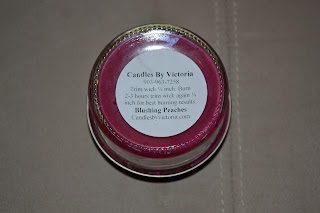 Candles By Victoria
Trim wick ¼ inch. Burn
2-3 hours trim wick again ¼
inch for best burning results
Blushing Peaches
Candlesbyvictoria.com